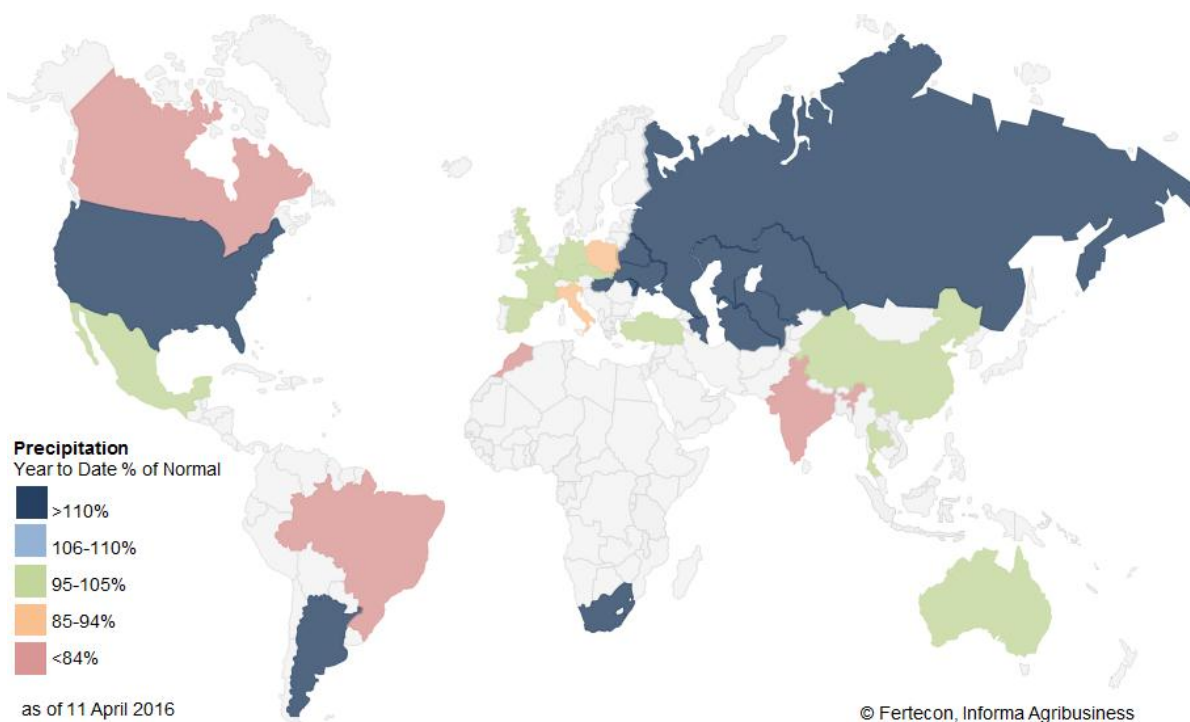 Precipitation
Year to Date % of Normal
>110%
106-110%
95-105%
85-94%
<84%
as of 11 April 2016
© Fertecon, Informa Agribusiness